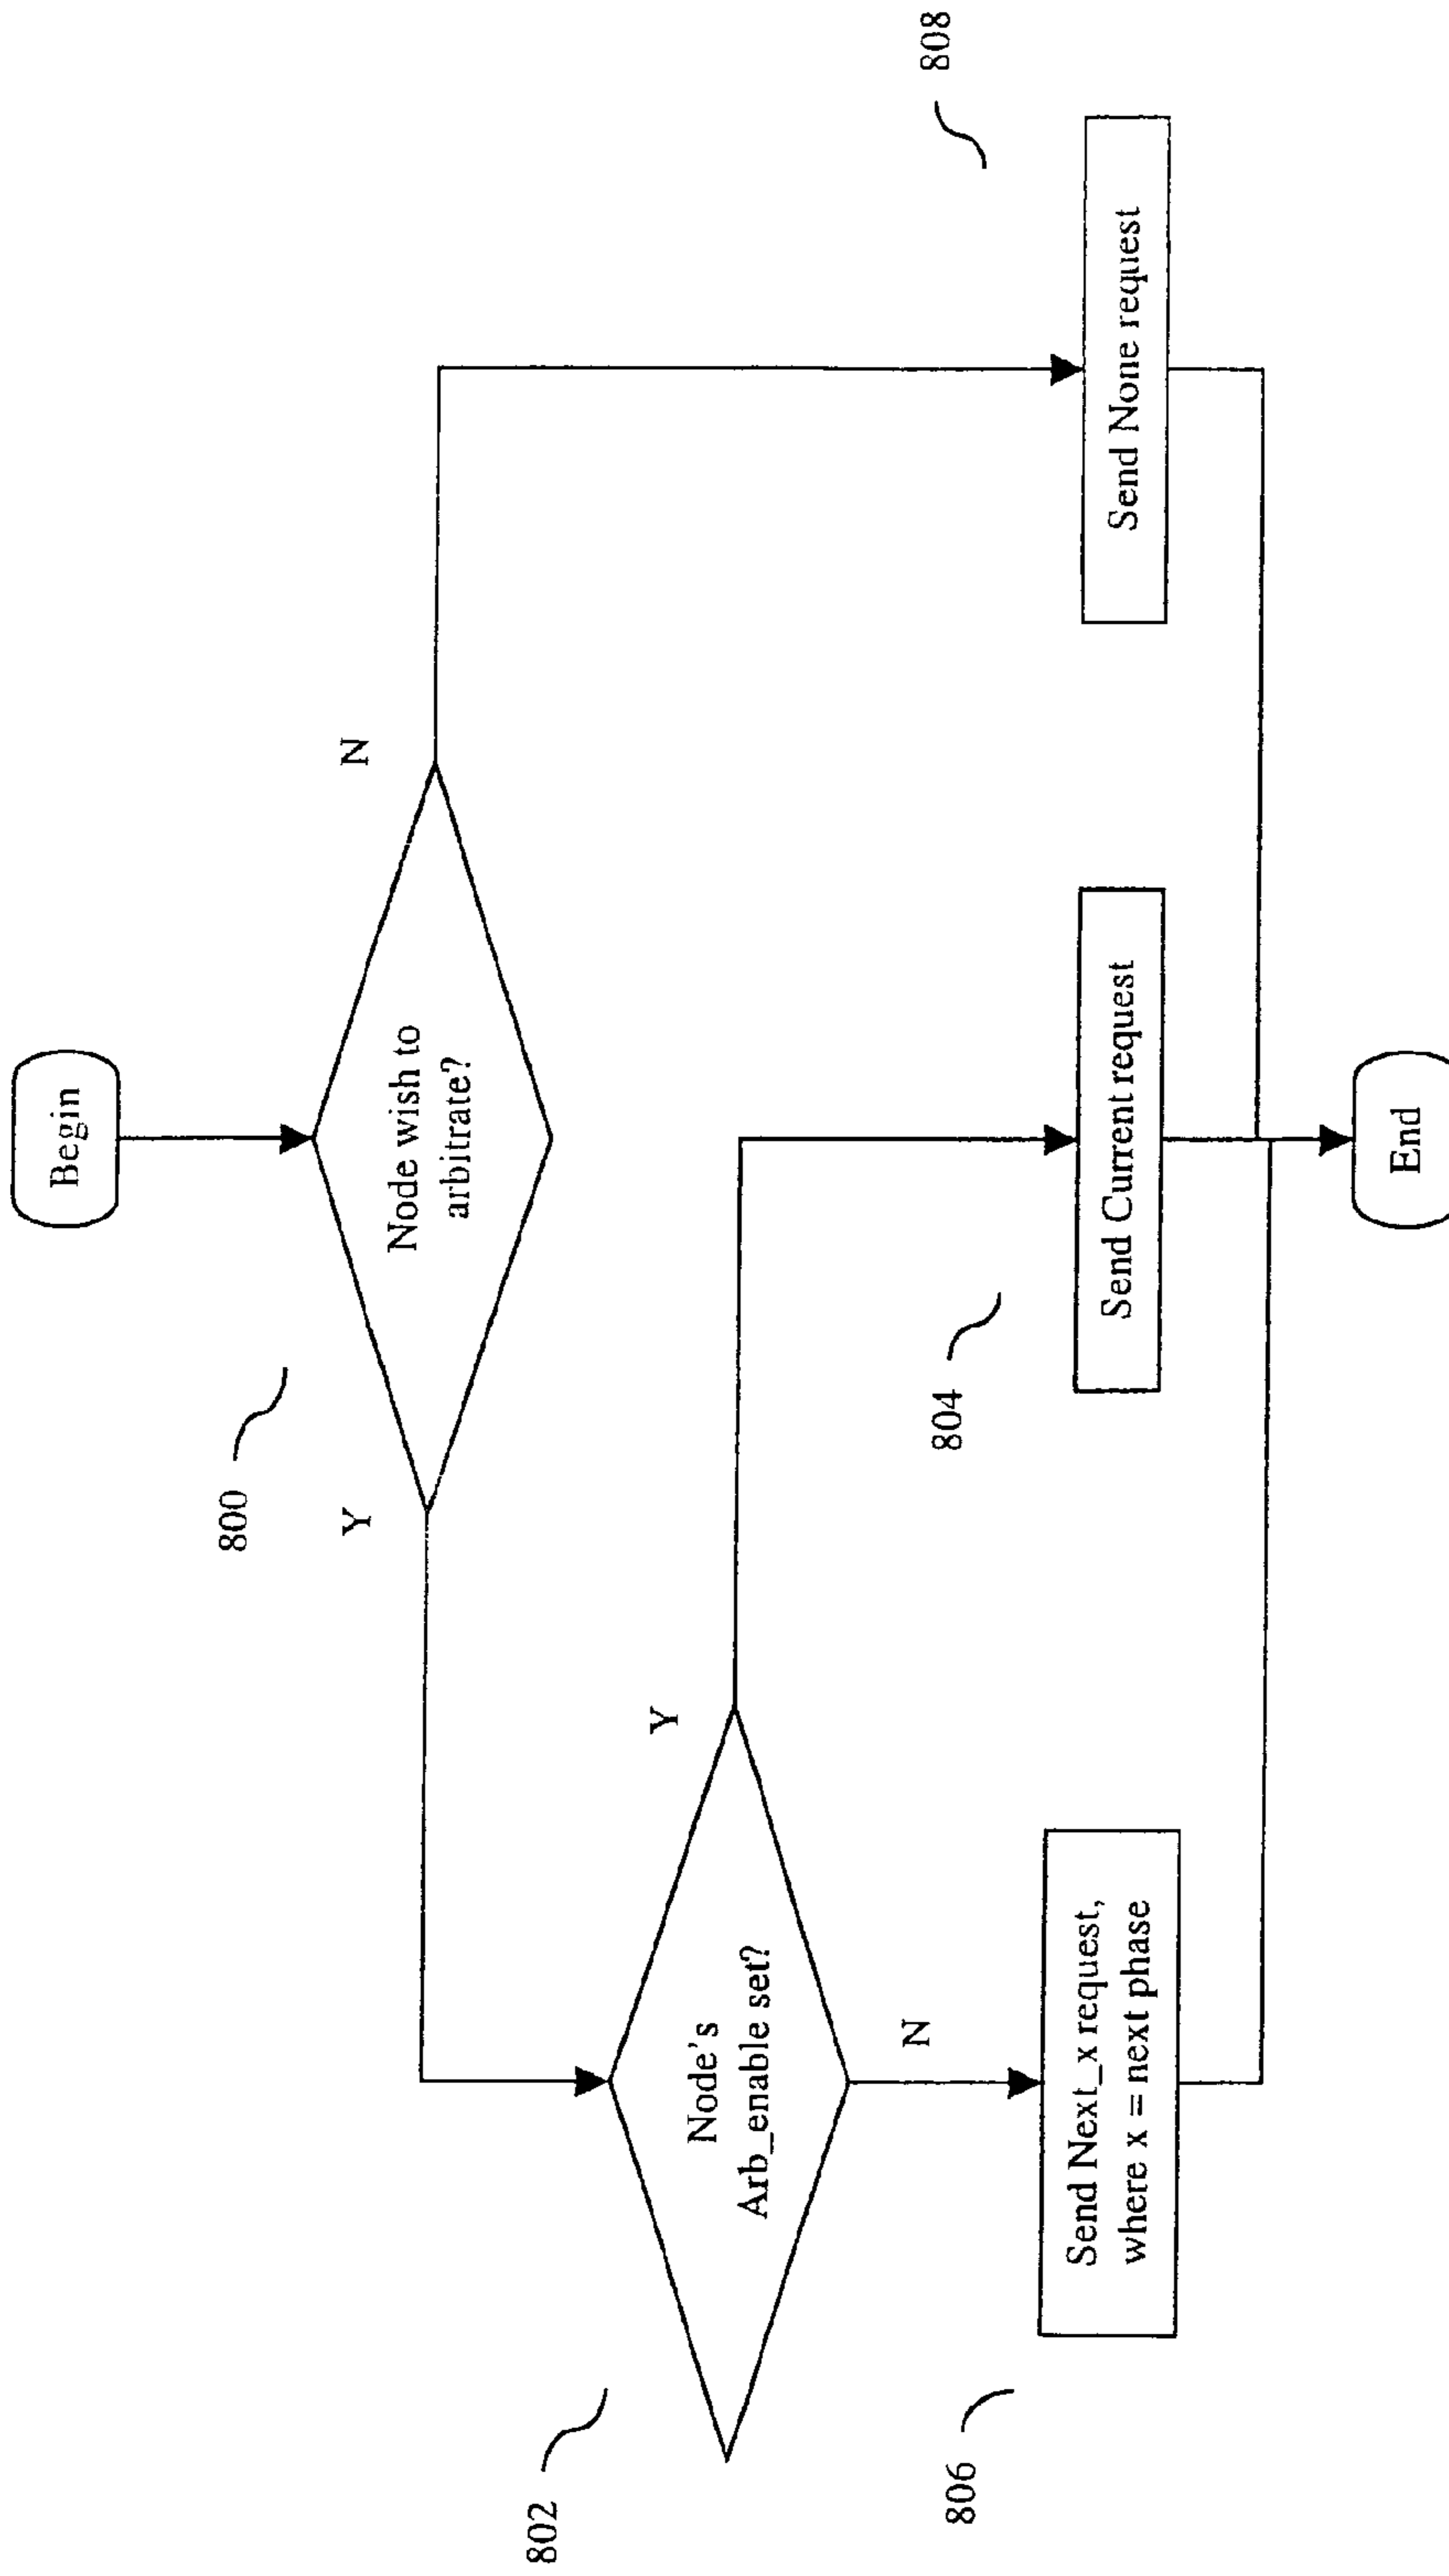 Begin
800
Node wish to
arbitrate?
Y
N
802
Node's
Arb_enable set?
Y
N
806
Send Next_x request,
where x = next phase
804
Send Current request
808
Send None request
End